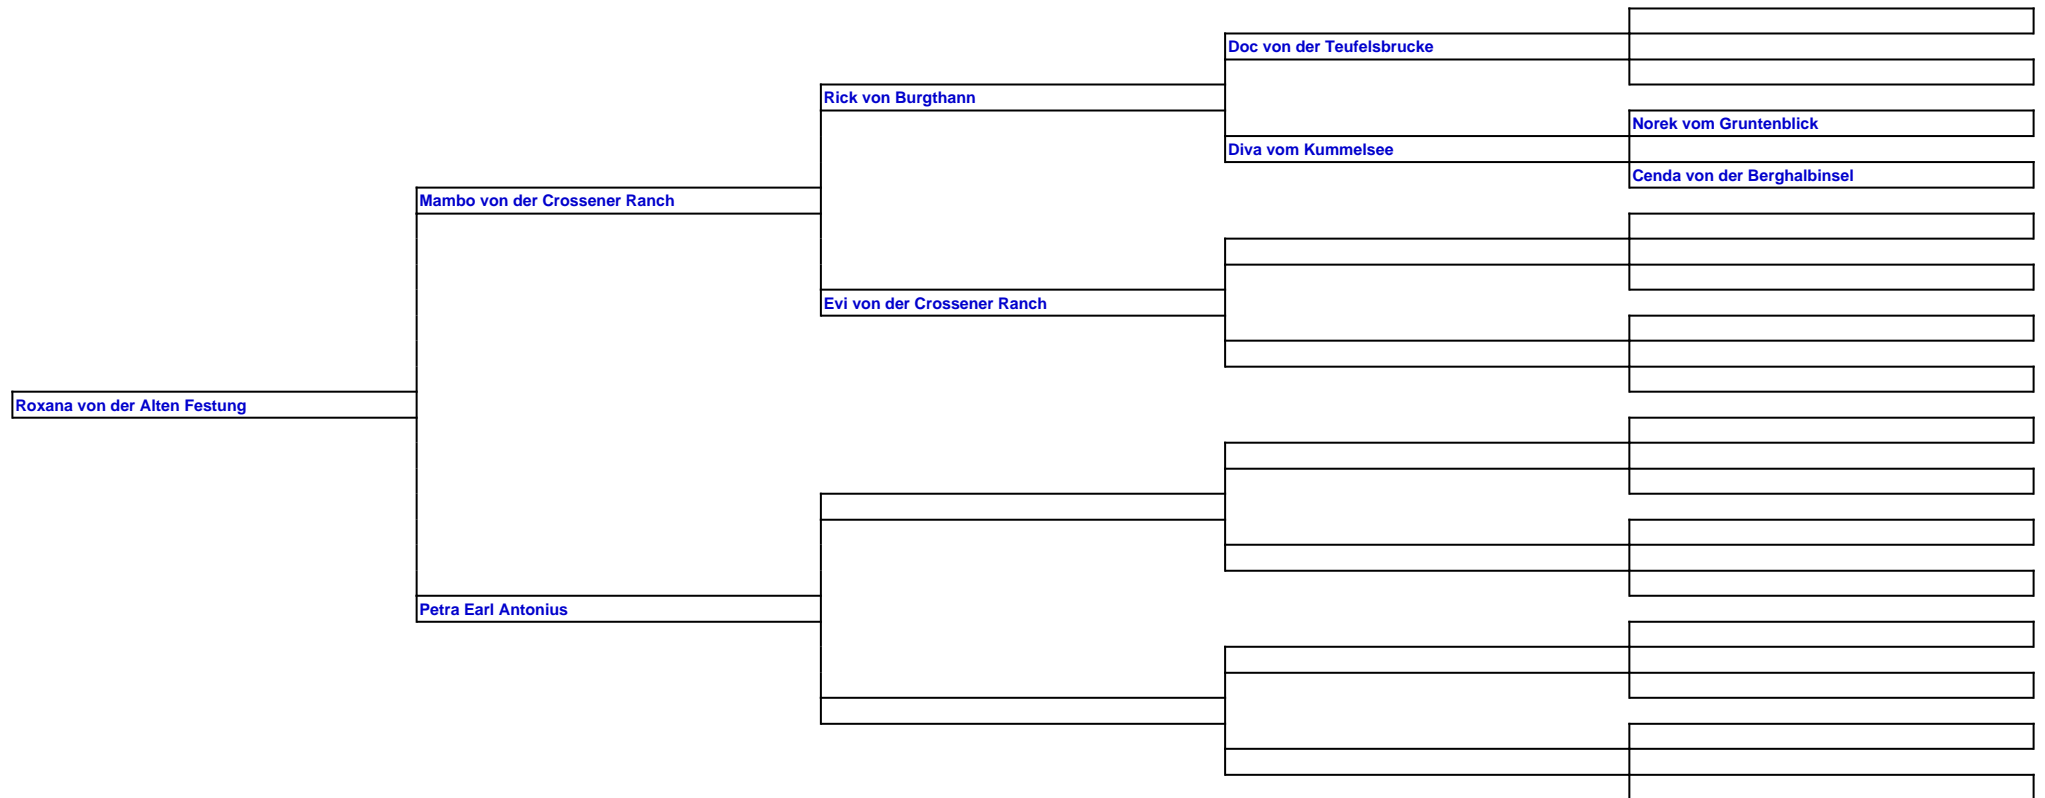 Doc von der Teufelsbrucke
Rick von Burgthann
Norek vom Gruntenblick
Diva vom Kummelsee
Cenda von der Berghalbinsel
Mambo von der Crossener Ranch
Evi von der Crossener Ranch
Roxana von der Alten Festung
Petra Earl Antonius